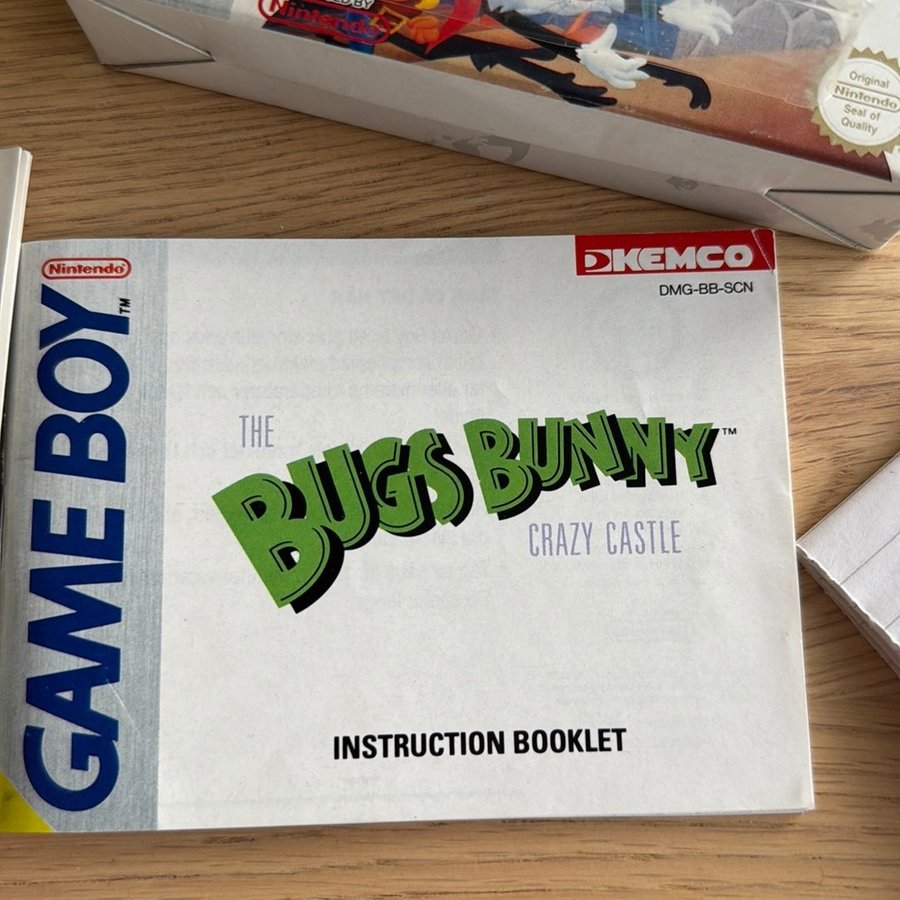 Nintendo
Original
Nintendo
Seal of
Quality
Nintendo
GAME BOY™
KEMCO
DMG-BB-SCN
THE
BUGS BUNNY™
CRAZY CASTLE
INSTRUCTION BOOKLET